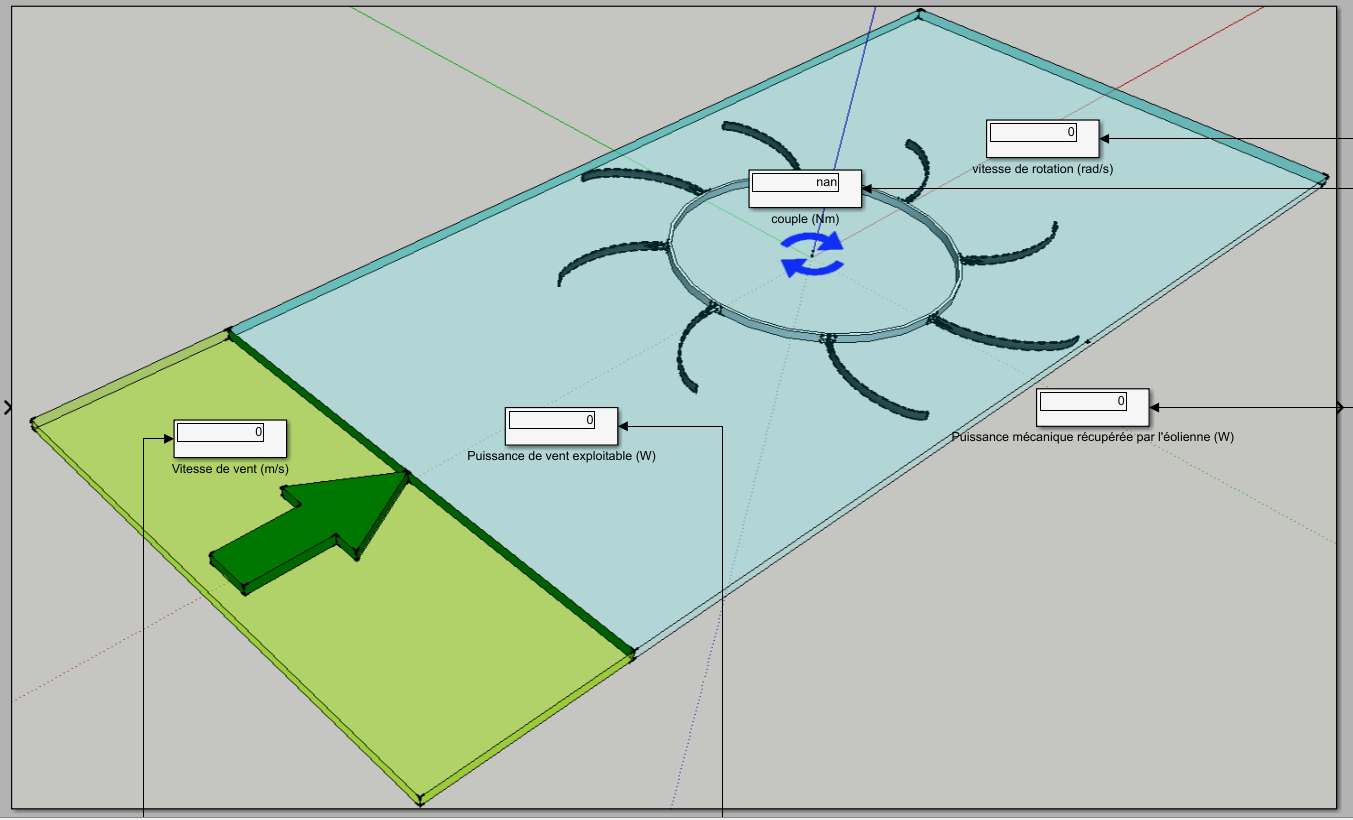 0
vitesse de rotation (rad/s)
nan
couple (Nm)
0
Puissance mécanique récupérée par l'éolienne (W)
0
Puissance de vent exploitable (W)
0
Vitesse de vent (m/s)